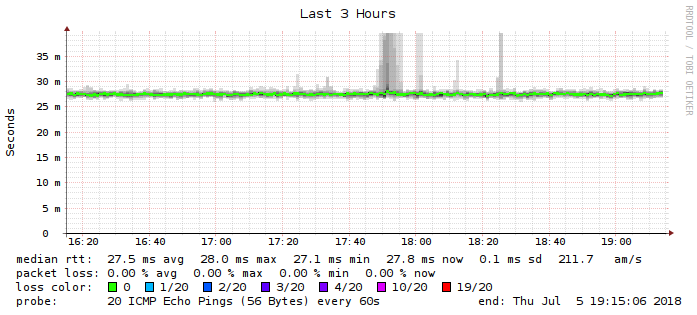 Last 3 Hours
RRDTOOL / TOBI OETIKER
Seconds
35 m
30 m
25 m
20 m
15 m
10 m
5 m
0
16:20 16:40 17:00 17:20 17:40 18:00 18:20 18:40 19:00
median rtt: 27.5 ms avg 28.0 ms max 27.1 ms min 27.8 ms now 0.1 ms sd 211.7 am/s
packet loss: 0.00 % avg 0.00 % max 0.00 % min 0.00 % now
loss color: 0 1/20 2/20 3/20 4/20 10/20 19/20
probe: 20 ICMP Echo Pings (56 Bytes) every 60s end: Thu Jul 5 19:15:06 2018